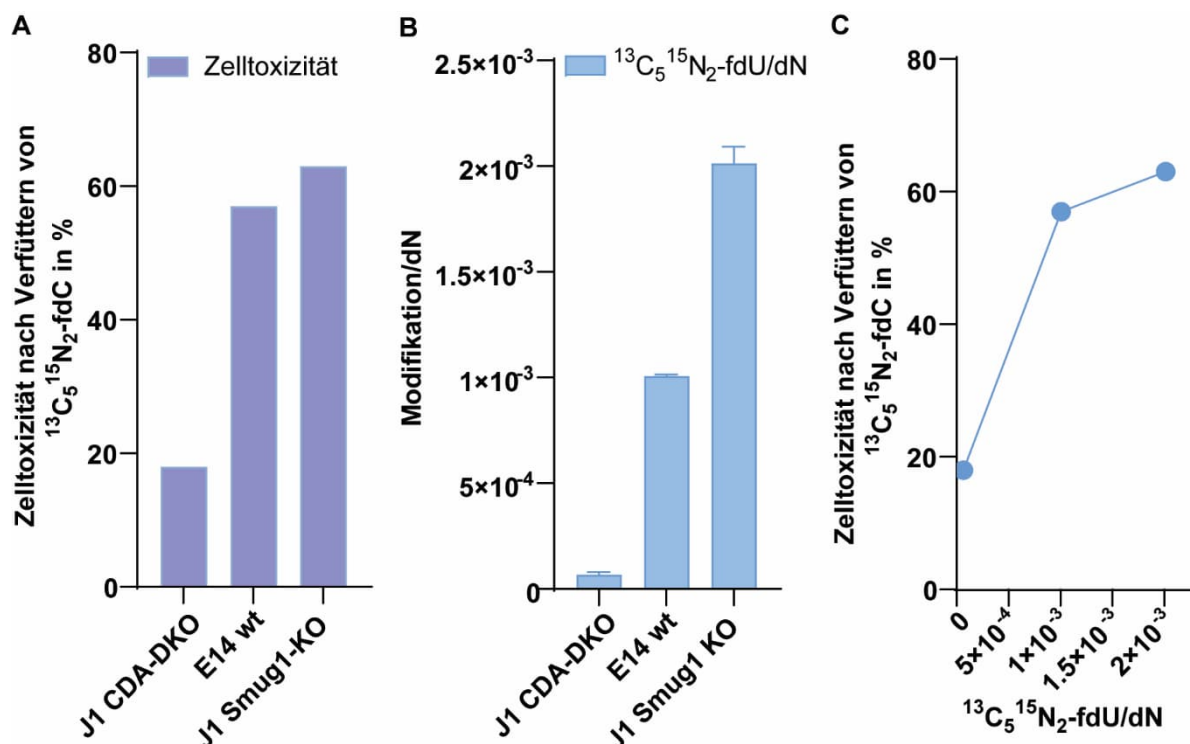 A
Zelltoxizität nach Verfüttern von
¹³C₅¹⁵N₂-fdC in %
80
60
40
20
0
Zelltoxizität
J1 CDA-DKO
E14 wt
J1 Smug1-KO
B
Modifikation/dN
2.5×10⁻³
2×10⁻³
1.5×10⁻³
1×10⁻³
5×10⁻⁴
0
¹³C₅¹⁵N₂-fdU/dN
J1 CDA-DKO
E14 wt
J1 Smug1 KO
C
Zelltoxizität nach Verfüttern von
¹³C₅¹⁵N₂-fdC in %
80
60
40
20
0
0
5×10⁻⁴
1×10⁻³
1.5×10⁻³
2×10⁻³
¹³C₅¹⁵N₂-fdU/dN